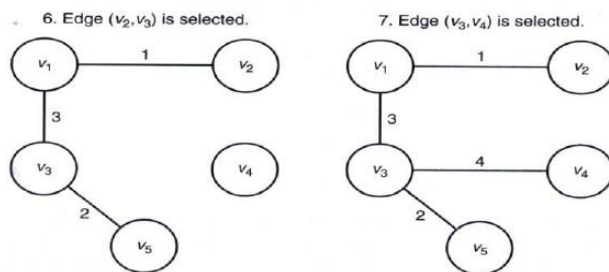 6. Edge (v2,v3) is selected.
v1
1
v2
3
v3
v4
2
v5
7. Edge (v3,v4) is selected.
v1
1
v2
3
v3
4
v4
2
v5